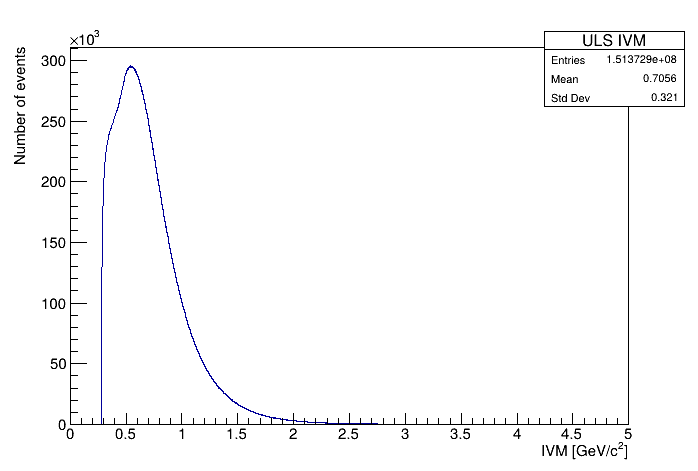 ULS IVM
Entries 1.513729e+08
Mean 0.7056
Std Dev 0.321
×10³
Number of events
300
250
200
150
100
50
0
0 0.5 1 1.5 2 2.5 3 3.5 4 4.5 5
IVM [GeV/c²]